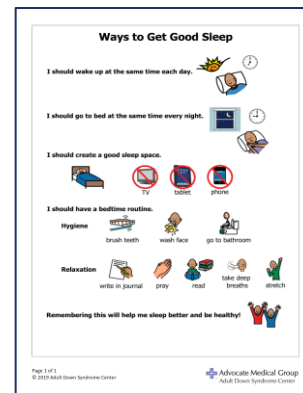 Ways to Get Good Sleep
I should wake up at the same time each day.
I should go to bed at the same time every night.
I should create a good sleep space.
TV tablet phone
I should have a bedtime routine.
Hygiene
brush teeth wash face go to bathroom
Relaxation
write in journal pray read take deep breaths stretch
Remembering this will help me sleep better and be healthy!
Page 1 of 1
© 2019 Adult Down Syndrome Center
Advocate Medical Group
Adult Down Syndrome Center